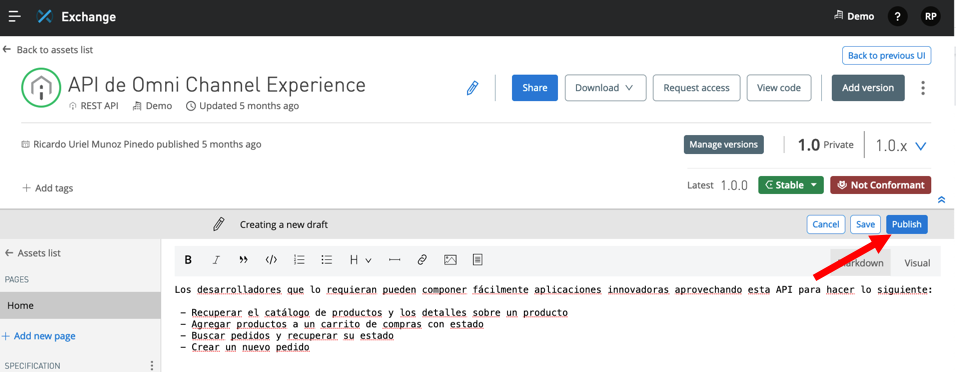 Exchange
Demo
?
RP
Back to assets list
Back to previous UI
API de Omni Channel Experience
REST API
Demo
Updated 5 months ago
Share
Download
Request access
View code
Add version
Ricardo Uriel Munoz Pinedo published 5 months ago
Manage versions
1.0 Private
1.0.x
Add tags
Latest 1.0.0
Stable
Not Conformant
Creating a new draft
Cancel
Save
Publish
Assets list
B I H
Markdown
Visual
PAGES
Home
Add new page
SPECIFICATION
Los desarrolladores que lo requieran pueden componer fácilmente aplicaciones innovadoras aprovechando esta API para hacer lo siguiente:
- Recuperar el catálogo de productos y los detalles sobre un producto
- Agregar productos a un carrito de compras con estado
- Buscar pedidos y recuperar su estado
- Crear un nuevo pedido